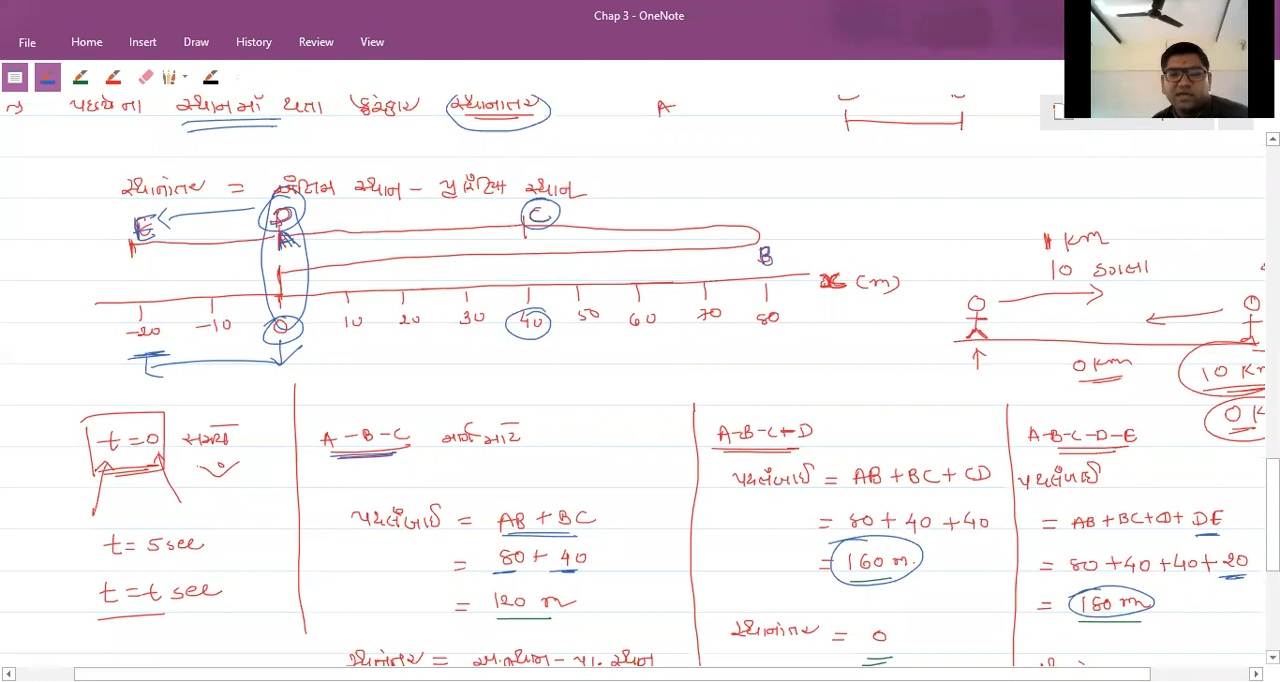 Chap 3 - OneNote
File Home Insert Draw History Review View
સ્થાનમાં થતા ફેરફાર સ્થાનાંતર A
સ્થાનાંતર = અંતિમ સ્થાન - પ્રારંભિક સ્થાન
E D C
A B
x (m)
-20 -10 0 10 20 30 40 50 60 70 80
1 km
10 કલાક
0 km
10 Km
0 K
t = 0 સમય
t = 5 sec
t = t sec
A - B - C માર્ગ માટે
પથલંબાઈ = AB + BC
= 80 + 40
= 120 m
સ્થાનાંતર = અં. સ્થાન - પ્રા. સ્થાન
A-B-C-D
પથલંબાઈ = AB + BC + CD
= 80 + 40 + 40
= 160 m.
સ્થાનાંતર = 0
A-B-C-D-E
પથલંબાઈ
= AB + BC + CD + DE
= 80 + 40 + 40 + 20
= 180 m